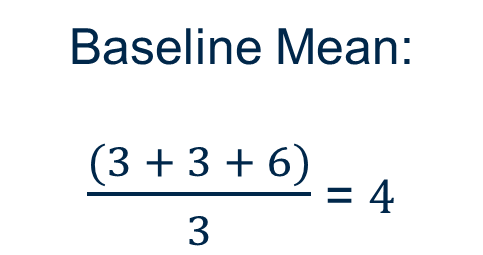 Baseline Mean:
(3 + 3 + 6)
3
= 4